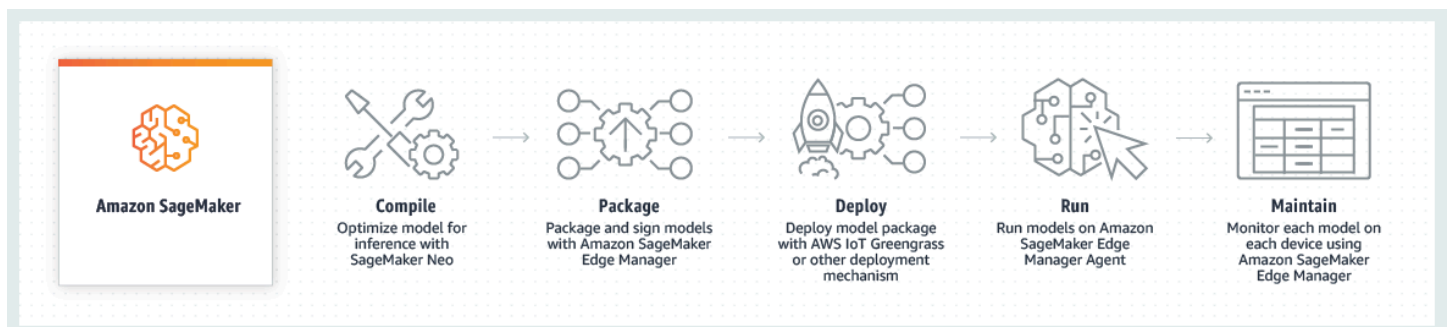 Amazon SageMaker
Compile
Optimize model for
inference with
SageMaker Neo
Package
Package and sign models
with Amazon SageMaker
Edge Manager
Deploy
Deploy model package
with AWS IoT Greengrass
or other deployment
mechanism
Run
Run models on Amazon
SageMaker Edge
Manager Agent
Maintain
Monitor each model on
each device using
Amazon SageMaker
Edge Manager